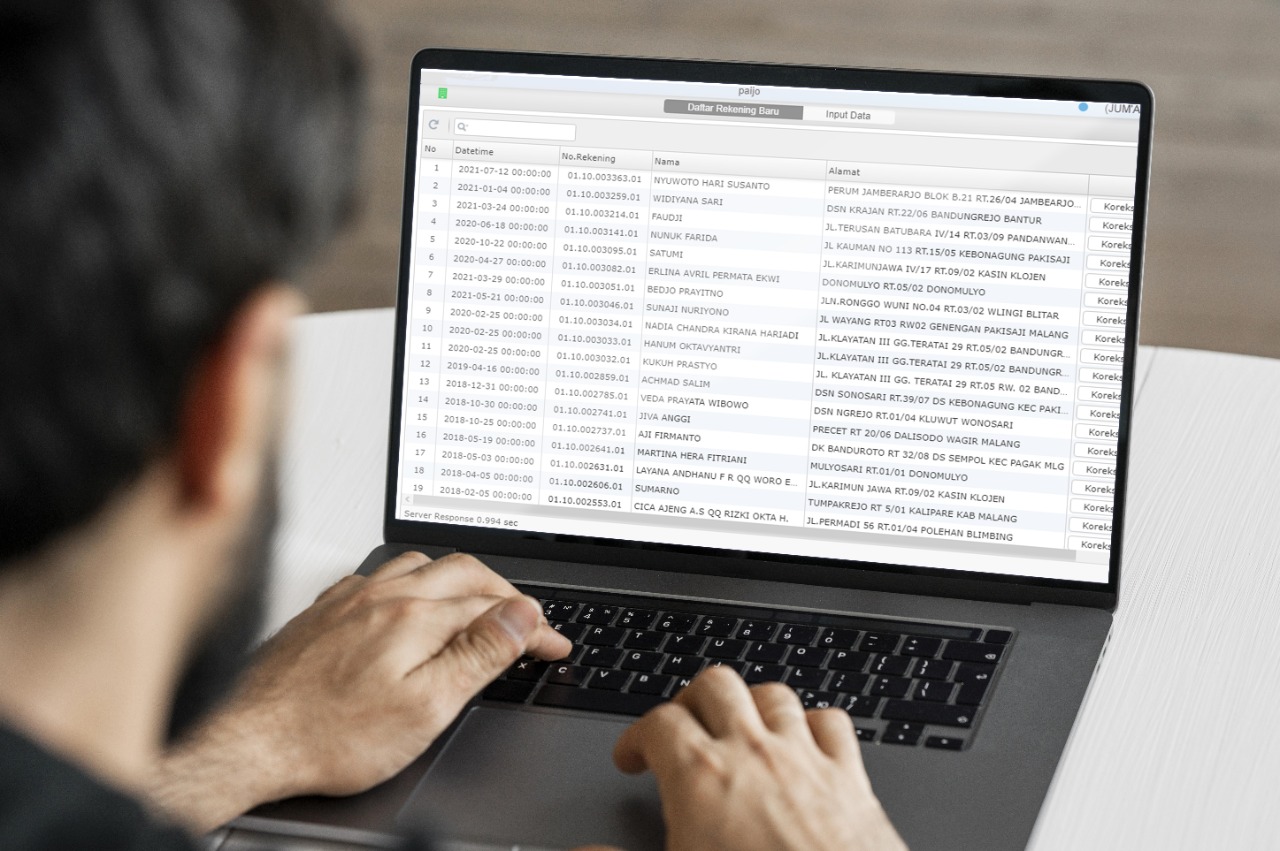 paijo
(JUM'A
Daftar Rekening Baru Input Data
No Datetime No.Rekening Nama Alamat
1 2021-07-12 00:00:00 01.10.003363.01 NYUWOTO HARI SUSANTO PERUM JAMBERARJO BLOK B.21 RT.26/04 JAMBEARJO... Koreks
2 2021-01-04 00:00:00 01.10.003259.01 WIDIYANA SARI DSN KRAJAN RT.22/06 BANDUNGREJO BANTUR Koreks
3 2021-03-24 00:00:00 01.10.003214.01 FAUDJI JL.TERUSAN BATUBARA IV/14 RT.03/09 PANDANWAN... Koreks
4 2020-06-18 00:00:00 01.10.003141.01 NUNUK FARIDA JL KAUMAN NO 113 RT.15/05 KEBONAGUNG PAKISAJI Koreks
5 2020-10-22 00:00:00 01.10.003095.01 SATUMI JL.KARIMUNJAWA IV/17 RT.09/02 KASIN KLOJEN Koreks
6 2020-04-27 00:00:00 01.10.003082.01 ERLINA AVRIL PERMATA EKWI DONOMULYO RT.05/02 DONOMULYO Koreks
7 2021-03-29 00:00:00 01.10.003051.01 BEDJO PRAYITNO JLN.RONGGO WUNI NO.04 RT.03/02 WLINGI BLITAR Koreks
8 2021-05-21 00:00:00 01.10.003046.01 SUNAJI NURIYONO JL WAYANG RT03 RW02 GENENGAN PAKISAJI MALANG Koreks
9 2020-02-25 00:00:00 01.10.003034.01 NADIA CHANDRA KIRANA HARIADI JL.KLAYATAN III GG.TERATAI 29 RT.05/02 BANDUNGR... Koreks
10 2020-02-25 00:00:00 01.10.003033.01 HANUM OKTAVYANTRI JL.KLAYATAN III GG.TERATAI 29 RT.05/02 BANDUNGR... Koreks
11 2020-02-25 00:00:00 01.10.003032.01 KUKUH PRASTYO JL. KLAYATAN III GG. TERATAI 29 RT.05 RW. 02 BAND... Koreks
12 2019-04-16 00:00:00 01.10.002859.01 ACHMAD SALIM DSN SONOSARI RT.39/07 DS KEBONAGUNG KEC PAKI... Koreks
13 2018-12-31 00:00:00 01.10.002785.01 VEDA PRAYATA WIBOWO DSN NGREJO RT.01/04 KLUWUT WONOSARI Koreks
14 2018-10-30 00:00:00 01.10.002741.01 JIVA ANGGI PRECET RT 20/06 DALISODO WAGIR MALANG Koreks
15 2018-10-25 00:00:00 01.10.002737.01 AJI FIRMANTO DK BANDUROTO RT 32/08 DS SEMPOL KEC PAGAK MLG Koreks
16 2018-05-19 00:00:00 01.10.002641.01 MARTINA HERA FITRIANI MULYOSARI RT.01/01 DONOMULYO Koreks
17 2018-05-03 00:00:00 01.10.002631.01 LAYANA ANDHANU F R QQ WORO E... JL.KARIMUN JAWA RT.09/02 KASIN KLOJEN Koreks
18 2018-04-05 00:00:00 01.10.002606.01 SUMARNO TUMPAKREJO RT 5/01 KALIPARE KAB MALANG Koreks
19 2018-02-05 00:00:00 01.10.002553.01 CICA AJENG A.S QQ RIZKI OKTA H. JL.PERMADI 56 RT.01/04 POLEHAN BLIMBING Koreks
Server Response 0.994 sec
E R T Y U I O P
F G H J K L
X C V B